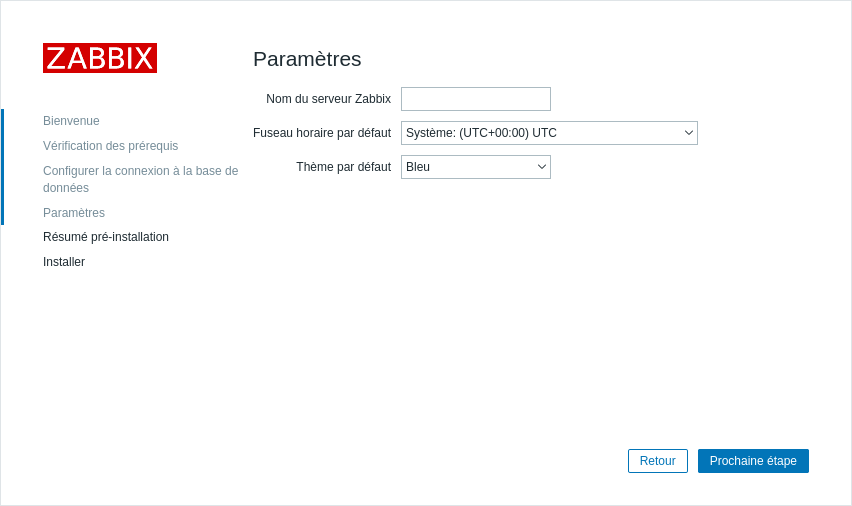 ZABBIX
Bienvenue
Vérification des prérequis
Configurer la connexion à la base de
données
Paramètres
Résumé pré-installation
Installer
Paramètres
Nom du serveur Zabbix
Fuseau horaire par défaut Système: (UTC+00:00) UTC
Thème par défaut Bleu
Retour Prochaine étape